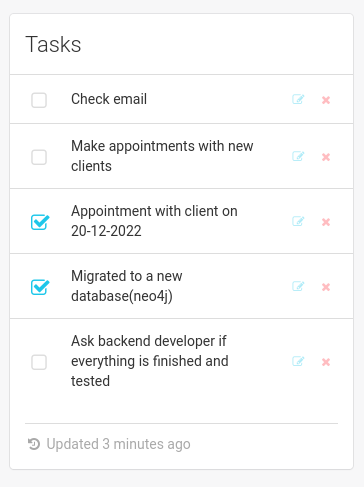 Tasks
Check email
Make appointments with new
clients
Appointment with client on
20-12-2022
Migrated to a new
database(neo4j)
Ask backend developer if
everything is finished and
tested
Updated 3 minutes ago